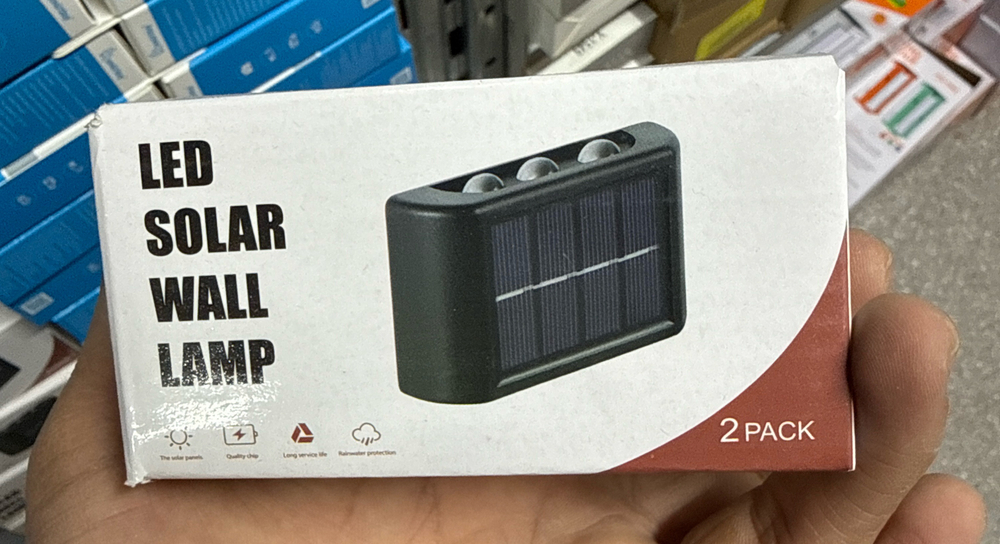 LED
SOLAR
WALL
LAMP
The solar panels
Quality chip
Long service life
Rainwater protection
2 PACK